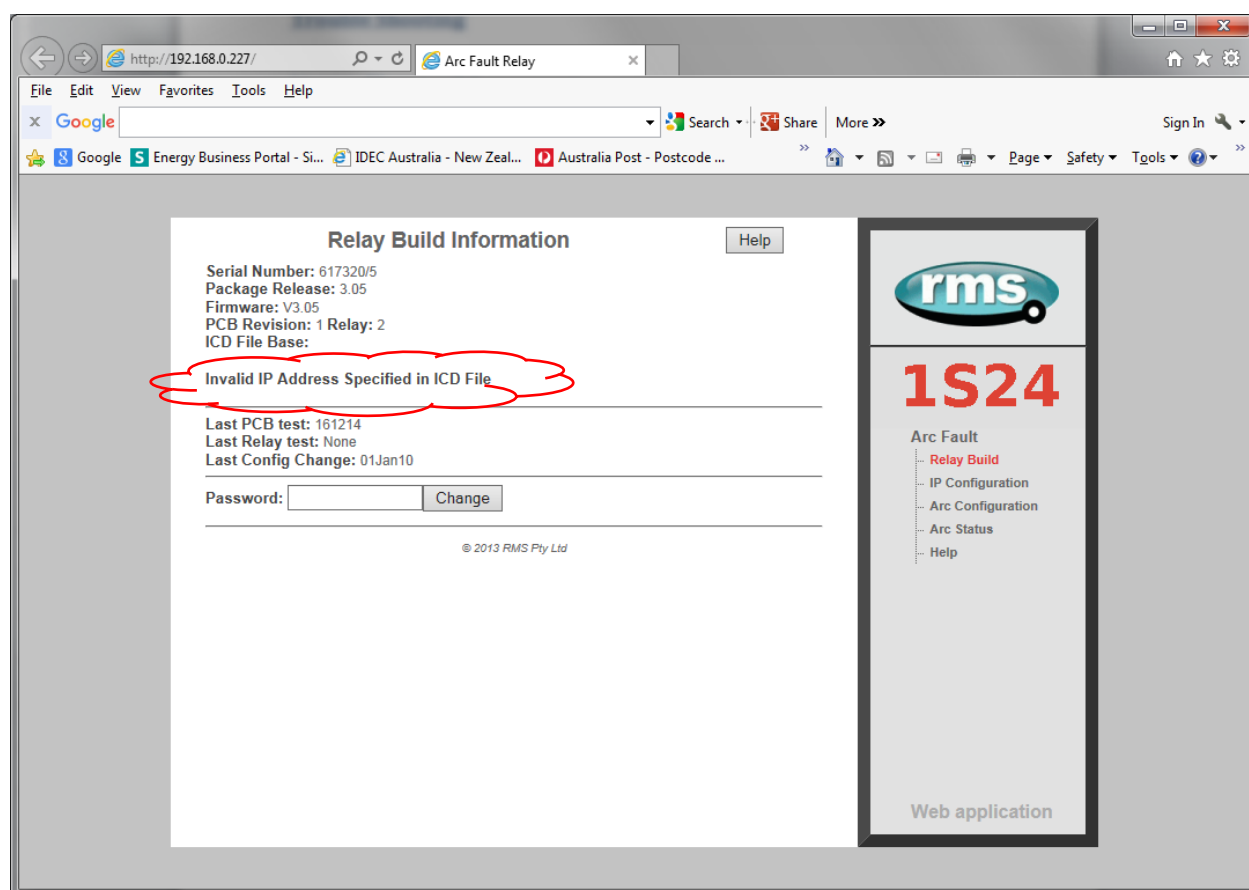 http://192.168.0.227/
Arc Fault Relay
File Edit View Favorites Tools Help
x Google Search Share More »
Sign In
Google S Energy Business Portal - Si... IDEC Australia - New Zeal... Australia Post - Postcode ... » Page Safety Tools »
Relay Build Information
Help
Serial Number: 617320/5
Package Release: 3.05
Firmware: V3.05
PCB Revision: 1 Relay: 2
ICD File Base:
Invalid IP Address Specified in ICD File
Last PCB test: 161214
Last Relay test: None
Last Config Change: 01Jan10
Password:
Change
© 2013 RMS Pty Ltd
rms
1S24
Arc Fault
Relay Build
IP Configuration
Arc Configuration
Arc Status
Help
Web application